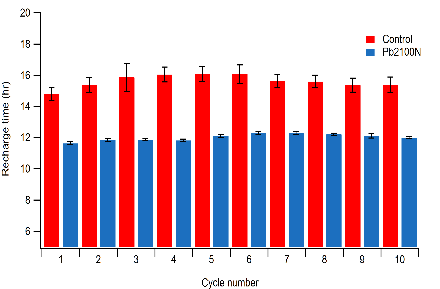 20
18
16
14
12
10
8
6
Recharge time (hr)
Control
Pb2100N
1 2 3 4 5 6 7 8 9 10
Cycle number